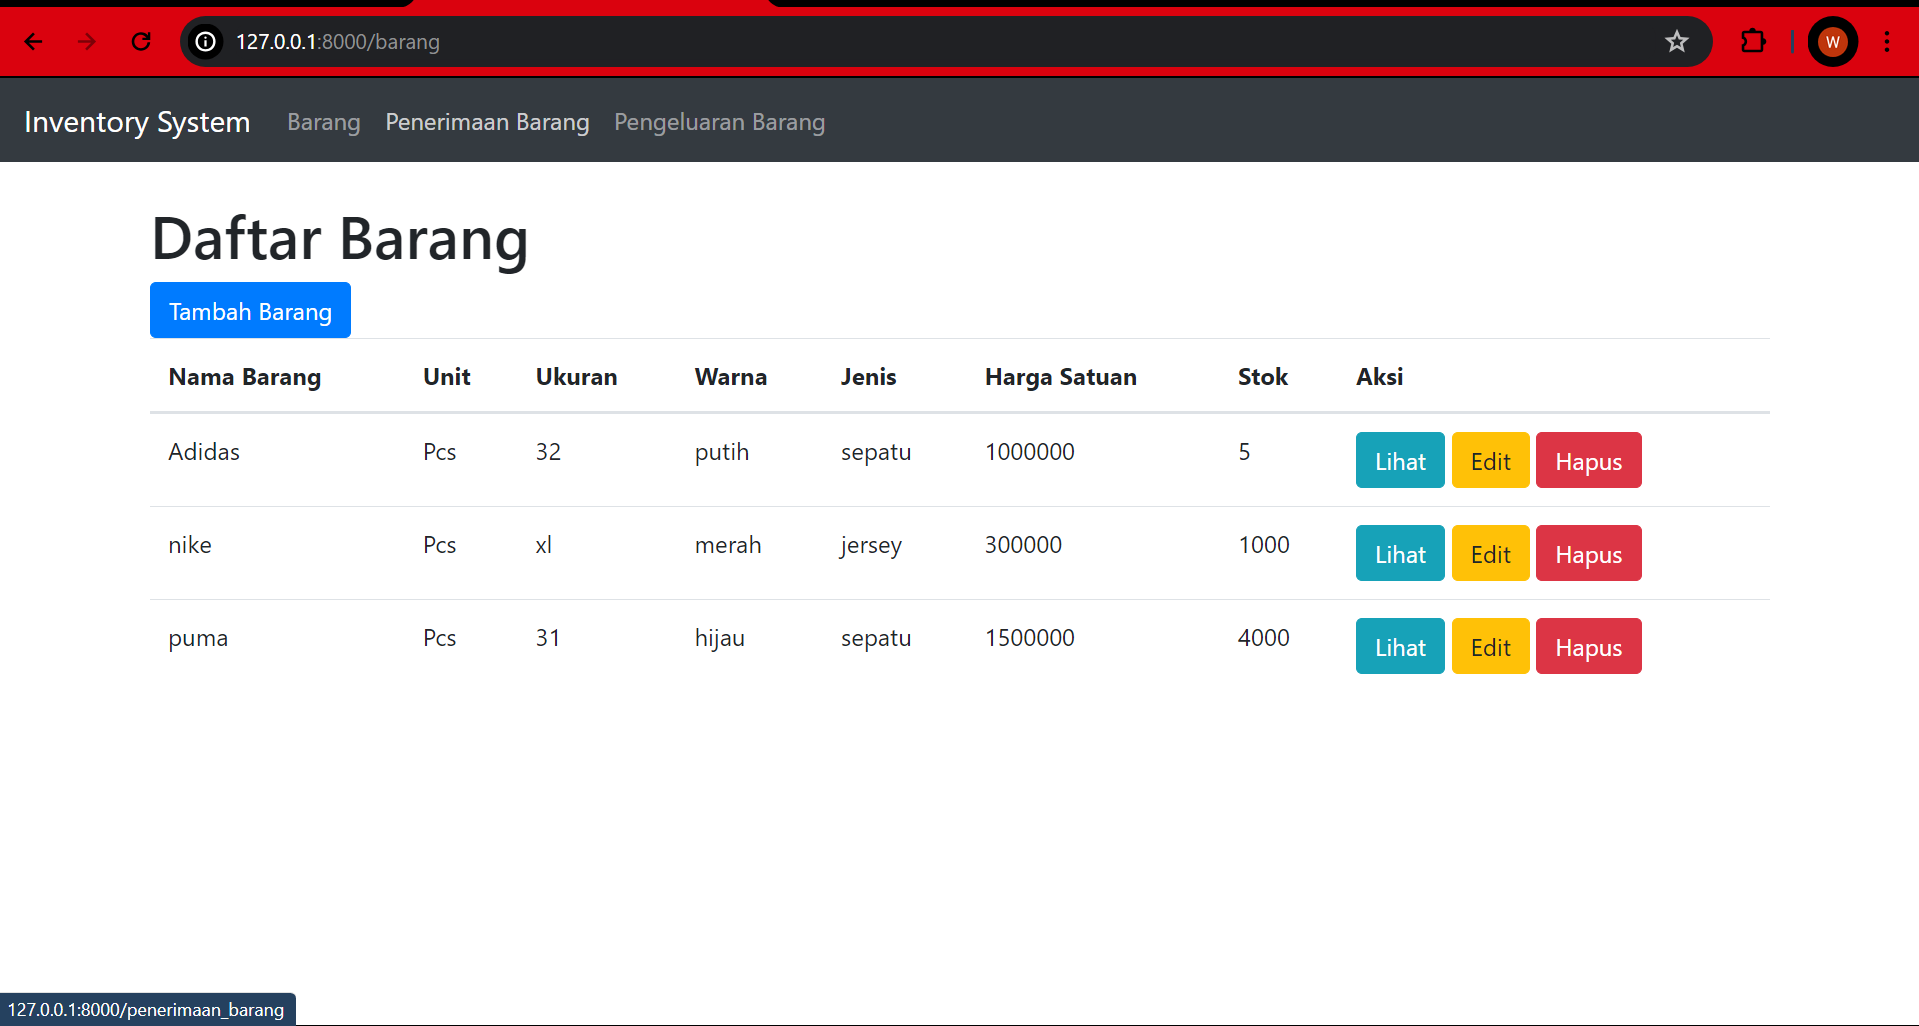 127.0.0.1:8000/barang
W
Inventory System Barang Penerimaan Barang Pengeluaran Barang
Daftar Barang
Tambah Barang
Nama Barang Unit Ukuran Warna Jenis Harga Satuan Stok Aksi
Adidas Pcs 32 putih sepatu 1000000 5 Lihat Edit Hapus
nike Pcs xl merah jersey 300000 1000 Lihat Edit Hapus
puma Pcs 31 hijau sepatu 1500000 4000 Lihat Edit Hapus
127.0.0.1:8000/penerimaan_barang